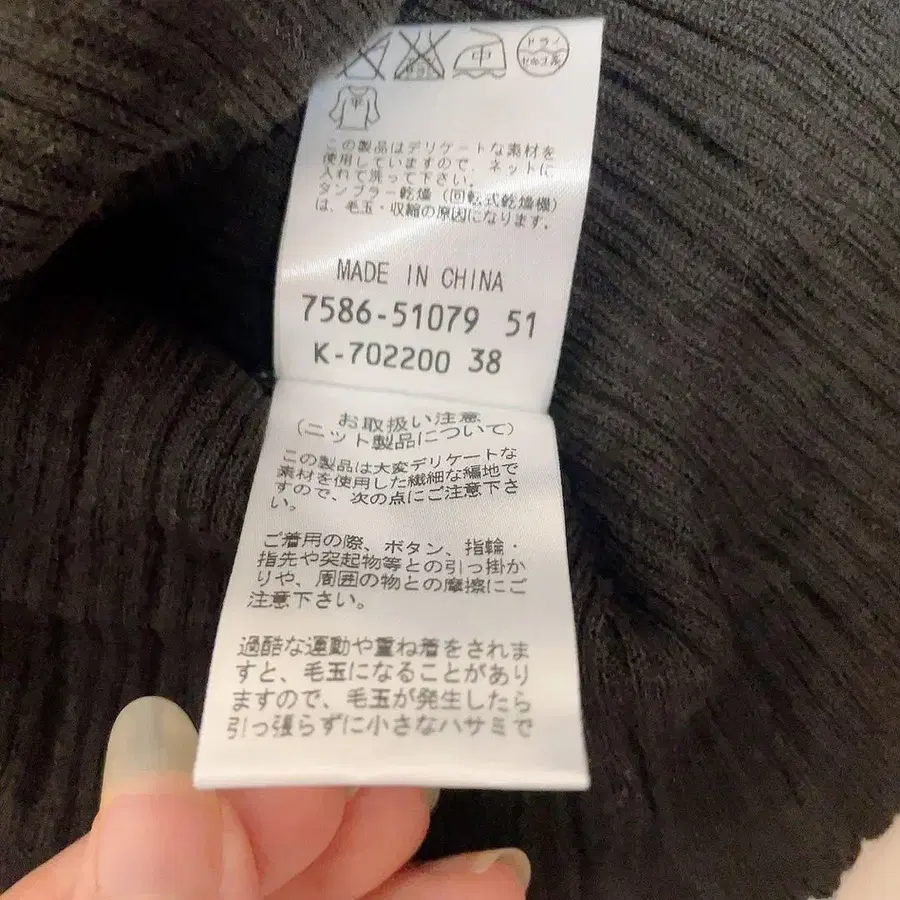 中
ドライ
セキユ系
平
この製品はデリケートな素材を
使用していますので、ネットに
入れて洗って下さい。
タンブラー乾燥（回転式乾燥機）
は、毛玉・収縮の原因になります。
MADE IN CHINA
7586-51079 51
K-702200 38
お取扱い注意
（ニット製品について）
この製品は大変デリケートな
素材を使用した繊細な編地で
すので、次の点にご注意下さ
い。
ご着用の際、ボタン、指輪・
指先や突起物等との引っ掛か
りや、周囲の物との摩擦にご
注意下さい。
過酷な運動や重ね着をされま
すと、毛玉になることがあり
ますので、毛玉が発生したら
引っ張らずに小さなハサミで